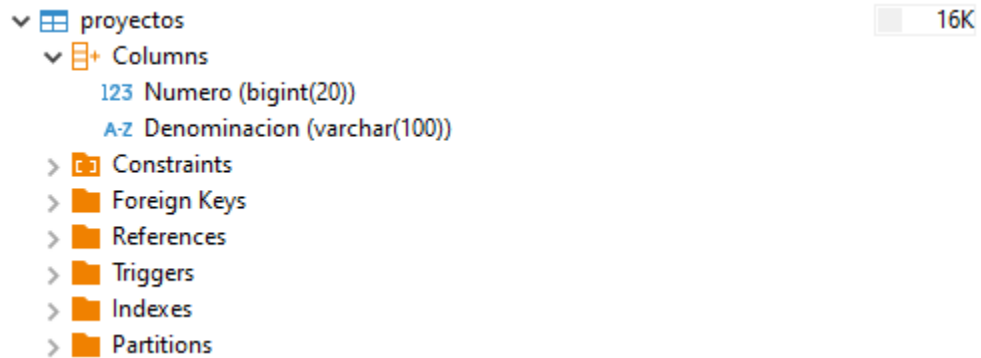 proyectos 16K
Columns
123 Numero (bigint(20))
A-Z Denominacion (varchar(100))
Constraints
Foreign Keys
References
Triggers
Indexes
Partitions